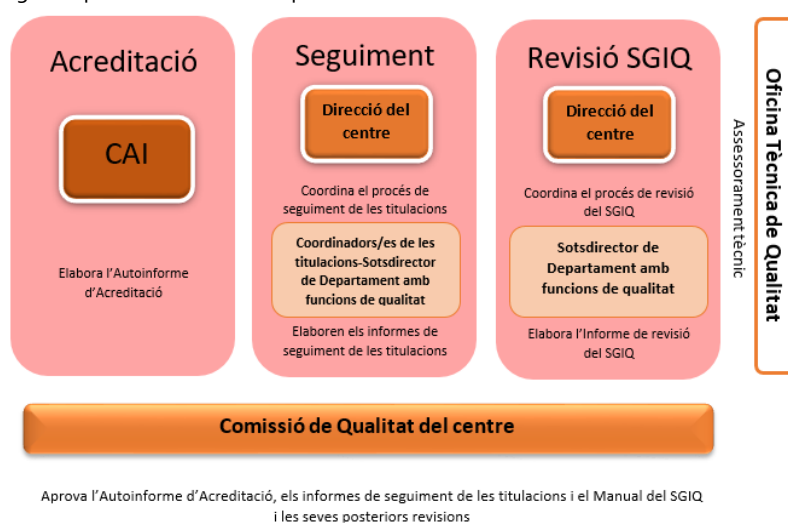 Acreditació
CAI
Elabora l'Autoinforme
d'Acreditació
Seguiment
Direcció del
centre
Coordina el procés de
seguiment de les titulacions
Coordinadors/es de les
titulacions-Sotsdirector
de Departament amb
funcions de qualitat
Elaboren els informes de
seguiment de les titulacions
Revisió SGIQ
Direcció del
centre
Coordina el procés de revisió
del SGIQ
Sotsdirector de
Departament amb
funcions de qualitat
Elabora l'Informe de revisió
del SGIQ
Assessorament tècnic
Oficina Tècnica de Qualitat
Comissió de Qualitat del centre
Aprova l'Autoinforme d'Acreditació, els informes de seguiment de les titulacions i el Manual del SGIQ
i les seves posteriors revisions